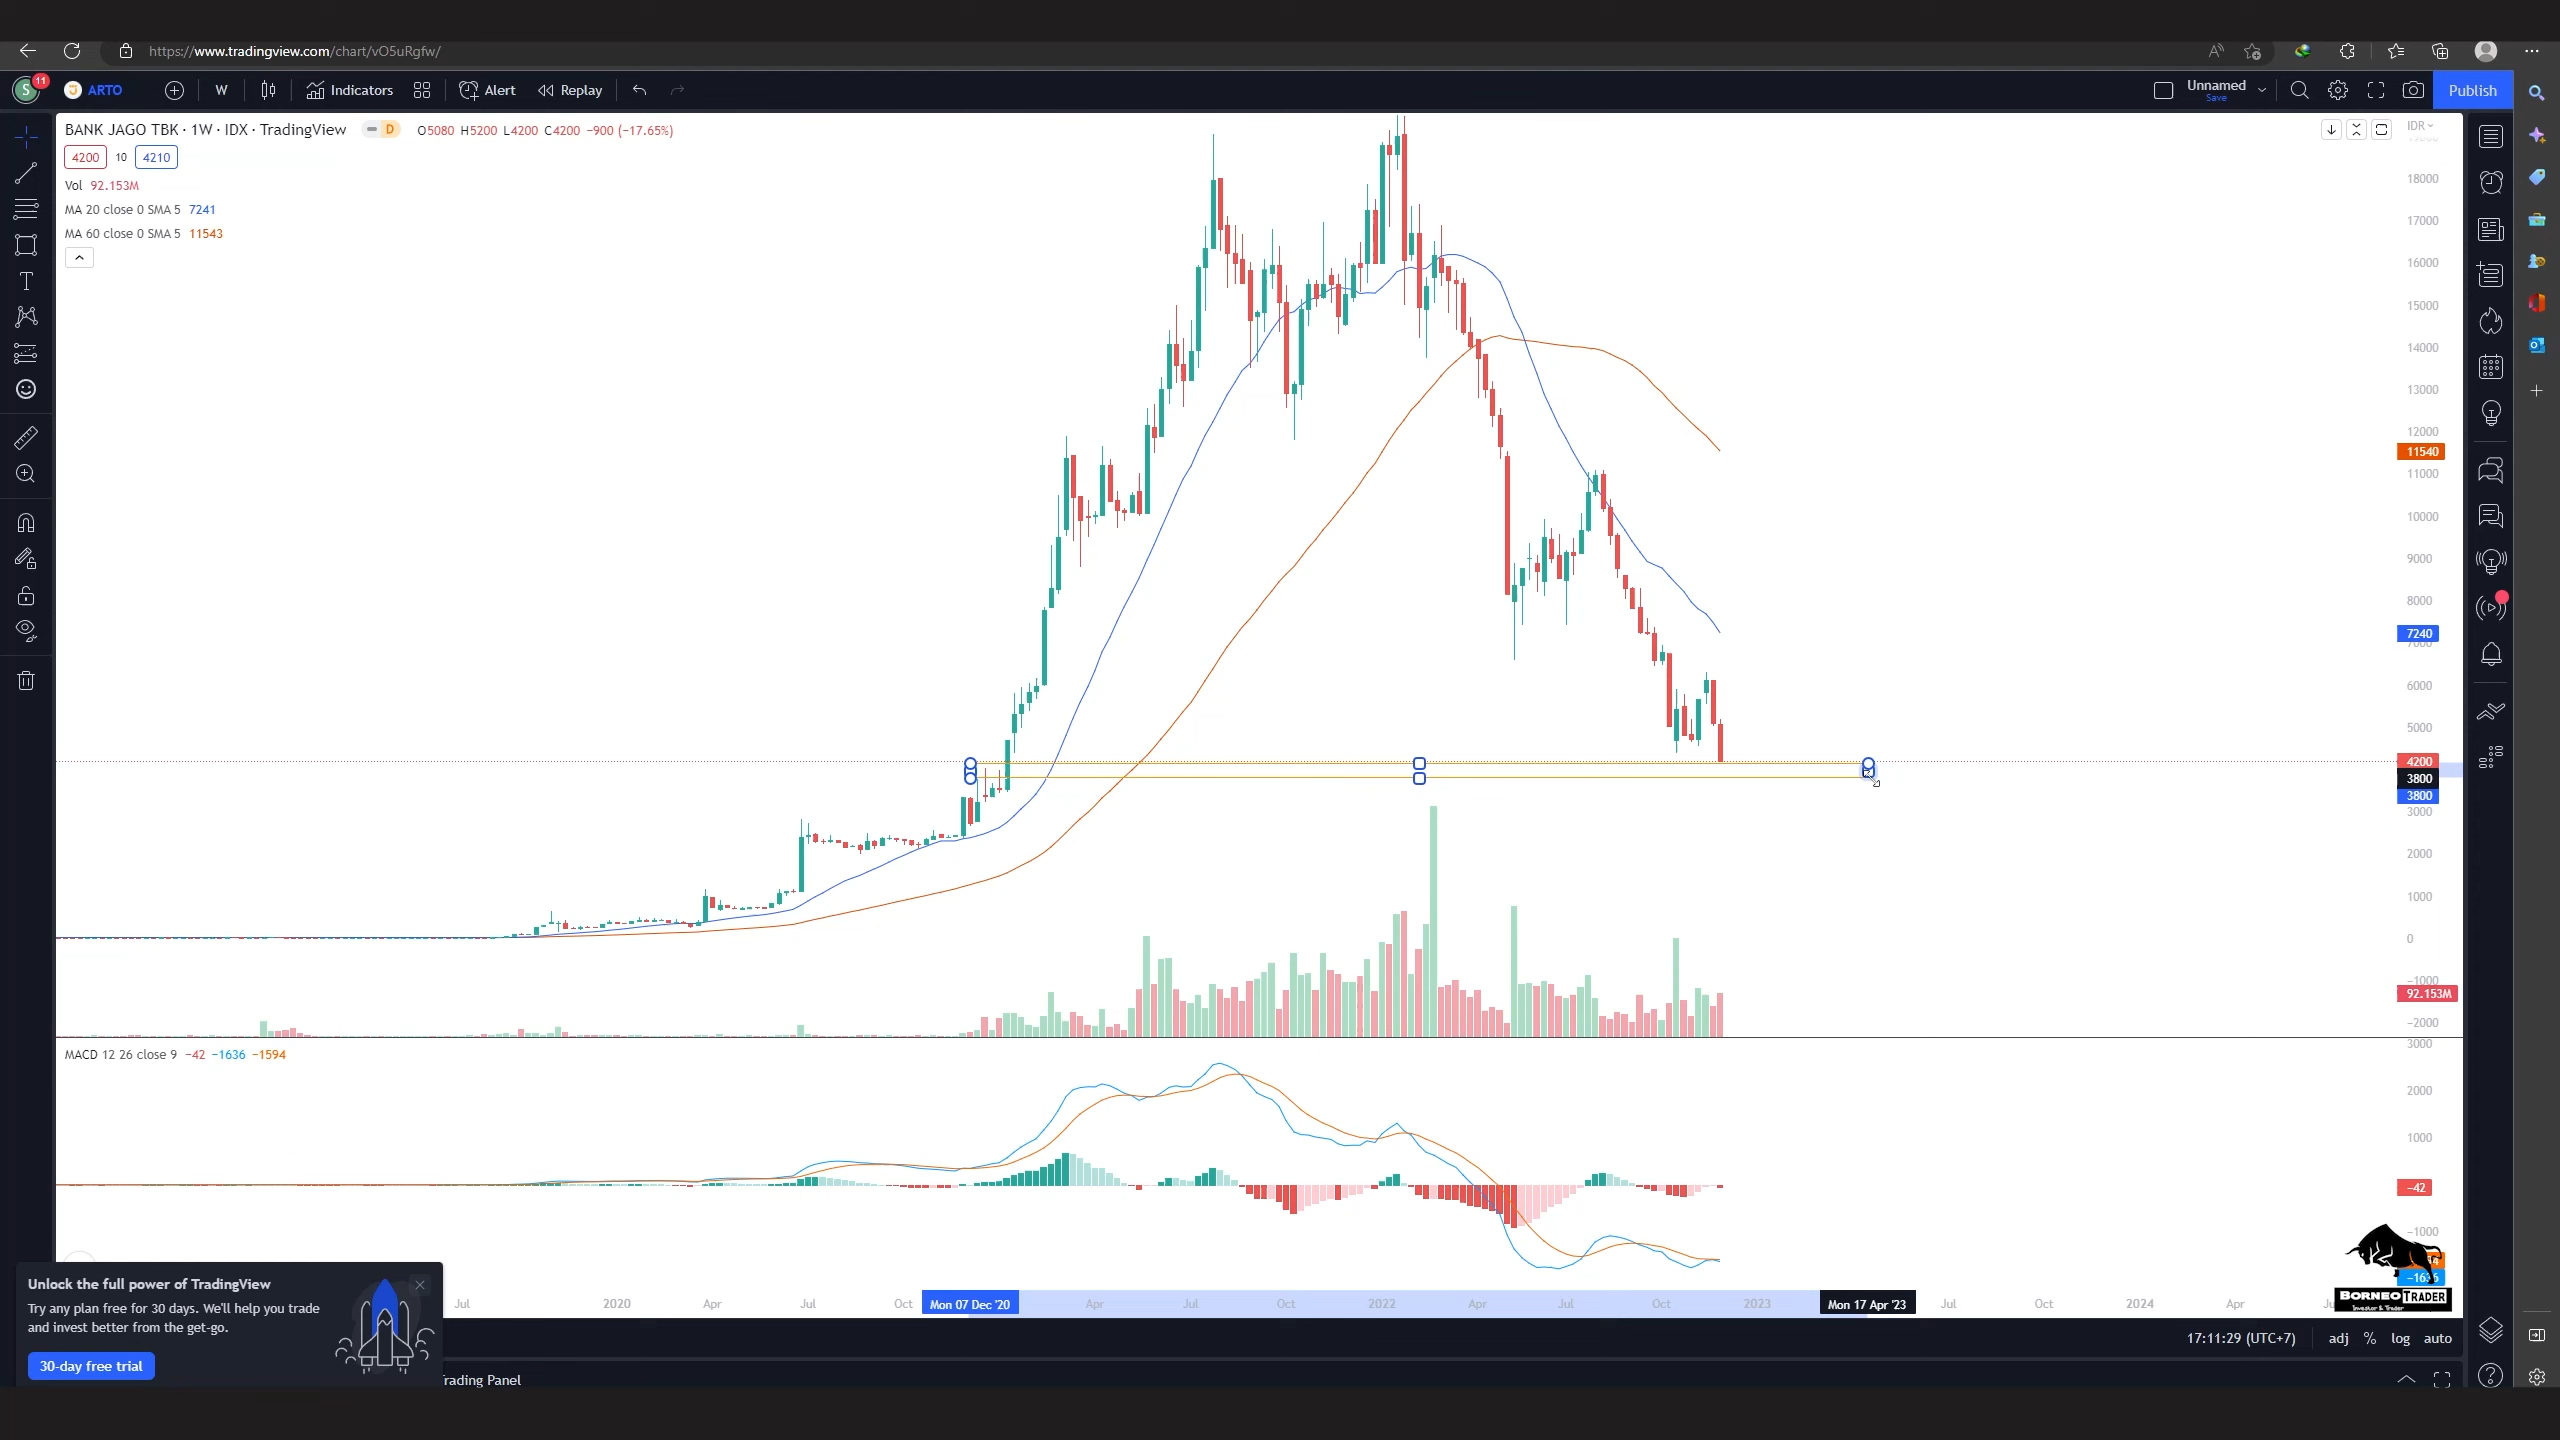 https://www.tradingview.com/chart/vO5uRgfw/
S 11 ARTO W Indicators Alert Replay Unnamed Save Publish
BANK JAGO TBK · 1W · IDX · TradingView D O5080 H5200 L4200 C4200 −900 (−17.65%)
IDR
4200 10 4210
Vol 92.153M
MA 20 close 0 SMA 5 7241
MA 60 close 0 SMA 5 11543
18000
17000
16000
15000
14000
13000
12000
11540
11000
10000
9000
8000
7240
7000
6000
5000
4200
3800
3800
3000
2000
1000
0
−1000
92.153M
−2000
3000
MACD 12 26 close 9 −42 −1636 −1594
2000
1000
−42
−1000
−1636
BORNEO TRADER
Investor & Trader
Jul 2020 Apr Jul Oct Mon 07 Dec '20 Apr Jul Oct 2022 Apr Jul Oct 2023 Mon 17 Apr '23 Jul Oct 2024 Apr
Unlock the full power of TradingView
Try any plan free for 30 days. We'll help you trade
and invest better from the get-go.
30-day free trial
17:11:29 (UTC+7) adj % log auto
rading Panel